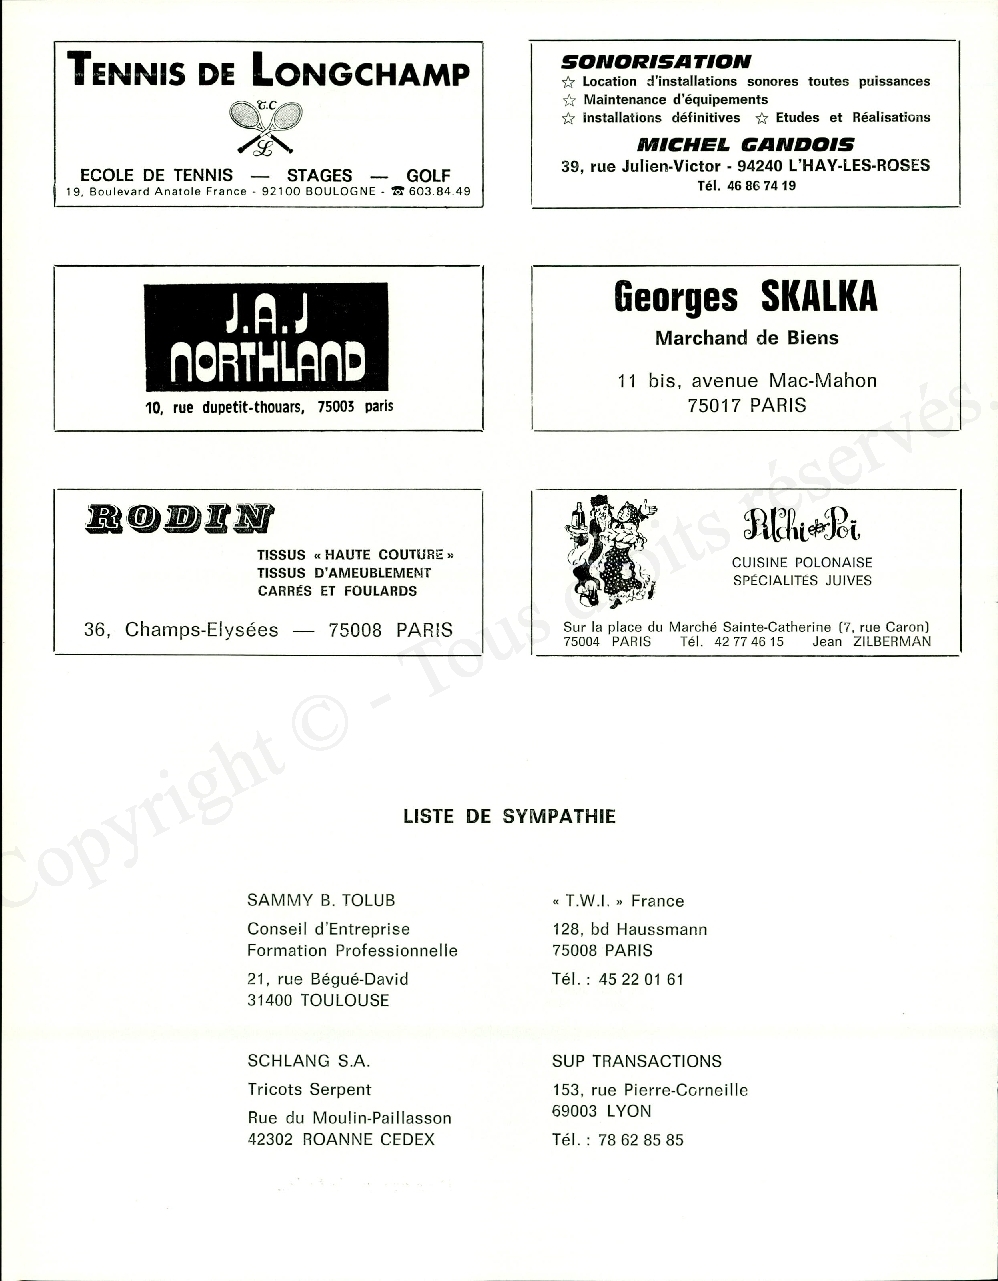 TENNIS DE LONGCHAMP
T.C
L
ECOLE DE TENNIS — STAGES — GOLF
19, Boulevard Anatole France - 92100 BOULOGNE - ☎ 603.84.49
SONORISATION
☆ Location d'installations sonores toutes puissances
☆ Maintenance d'équipements
☆ installations définitives ☆ Etudes et Réalisations
MICHEL GANDOIS
39, rue Julien-Victor - 94240 L'HAY-LES-ROSES
Tél. 46 86 74 19
J.A.J
NORTHLAND
10, rue dupetit-thouars, 75003 paris
Georges SKALKA
Marchand de Biens
11 bis, avenue Mac-Mahon
75017 PARIS
RODIN
TISSUS « HAUTE COUTURE »
TISSUS D'AMEUBLEMENT
CARRÉS ET FOULARDS
36, Champs-Elysées — 75008 PARIS
Pitchi Poi
CUISINE POLONAISE
SPÉCIALITÉS JUIVES
Sur la place du Marché Sainte-Catherine (7, rue Caron)
75004 PARIS Tél. 42 77 46 15 Jean ZILBERMAN
Copyright © - Tous droits réservés.
LISTE DE SYMPATHIE
SAMMY B. TOLUB
Conseil d'Entreprise
Formation Professionnelle
21, rue Bégué-David
31400 TOULOUSE
« T.W.I. » France
128, bd Haussmann
75008 PARIS
Tél. : 45 22 01 61
SCHLANG S.A.
Tricots Serpent
Rue du Moulin-Paillasson
42302 ROANNE CEDEX
SUP TRANSACTIONS
153, rue Pierre-Corneille
69003 LYON
Tél. : 78 62 85 85